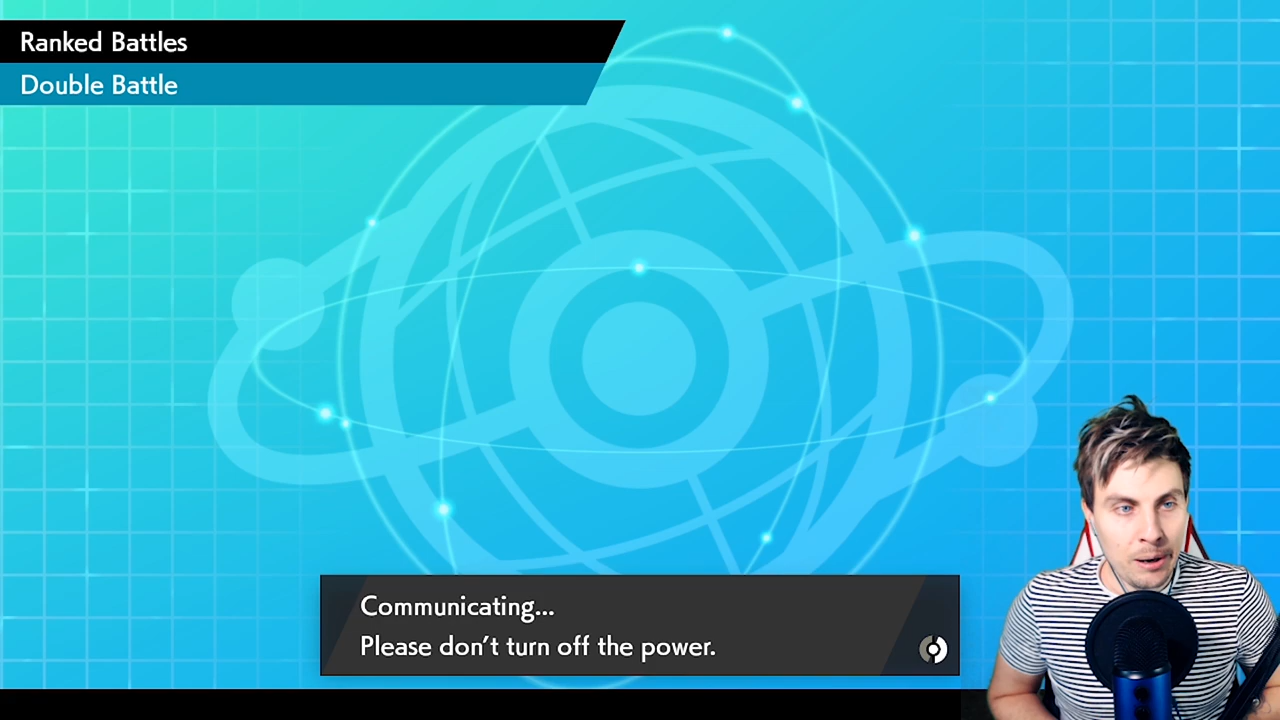 Ranked Battles
Double Battle
Communicating...
Please don't turn off the power.